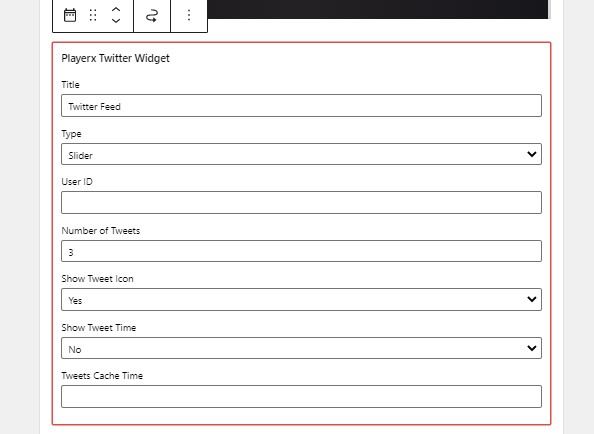 Playerx Twitter Widget
Title
Twitter Feed
Type
Slider
User ID
Number of Tweets
3
Show Tweet Icon
Yes
Show Tweet Time
No
Tweets Cache Time